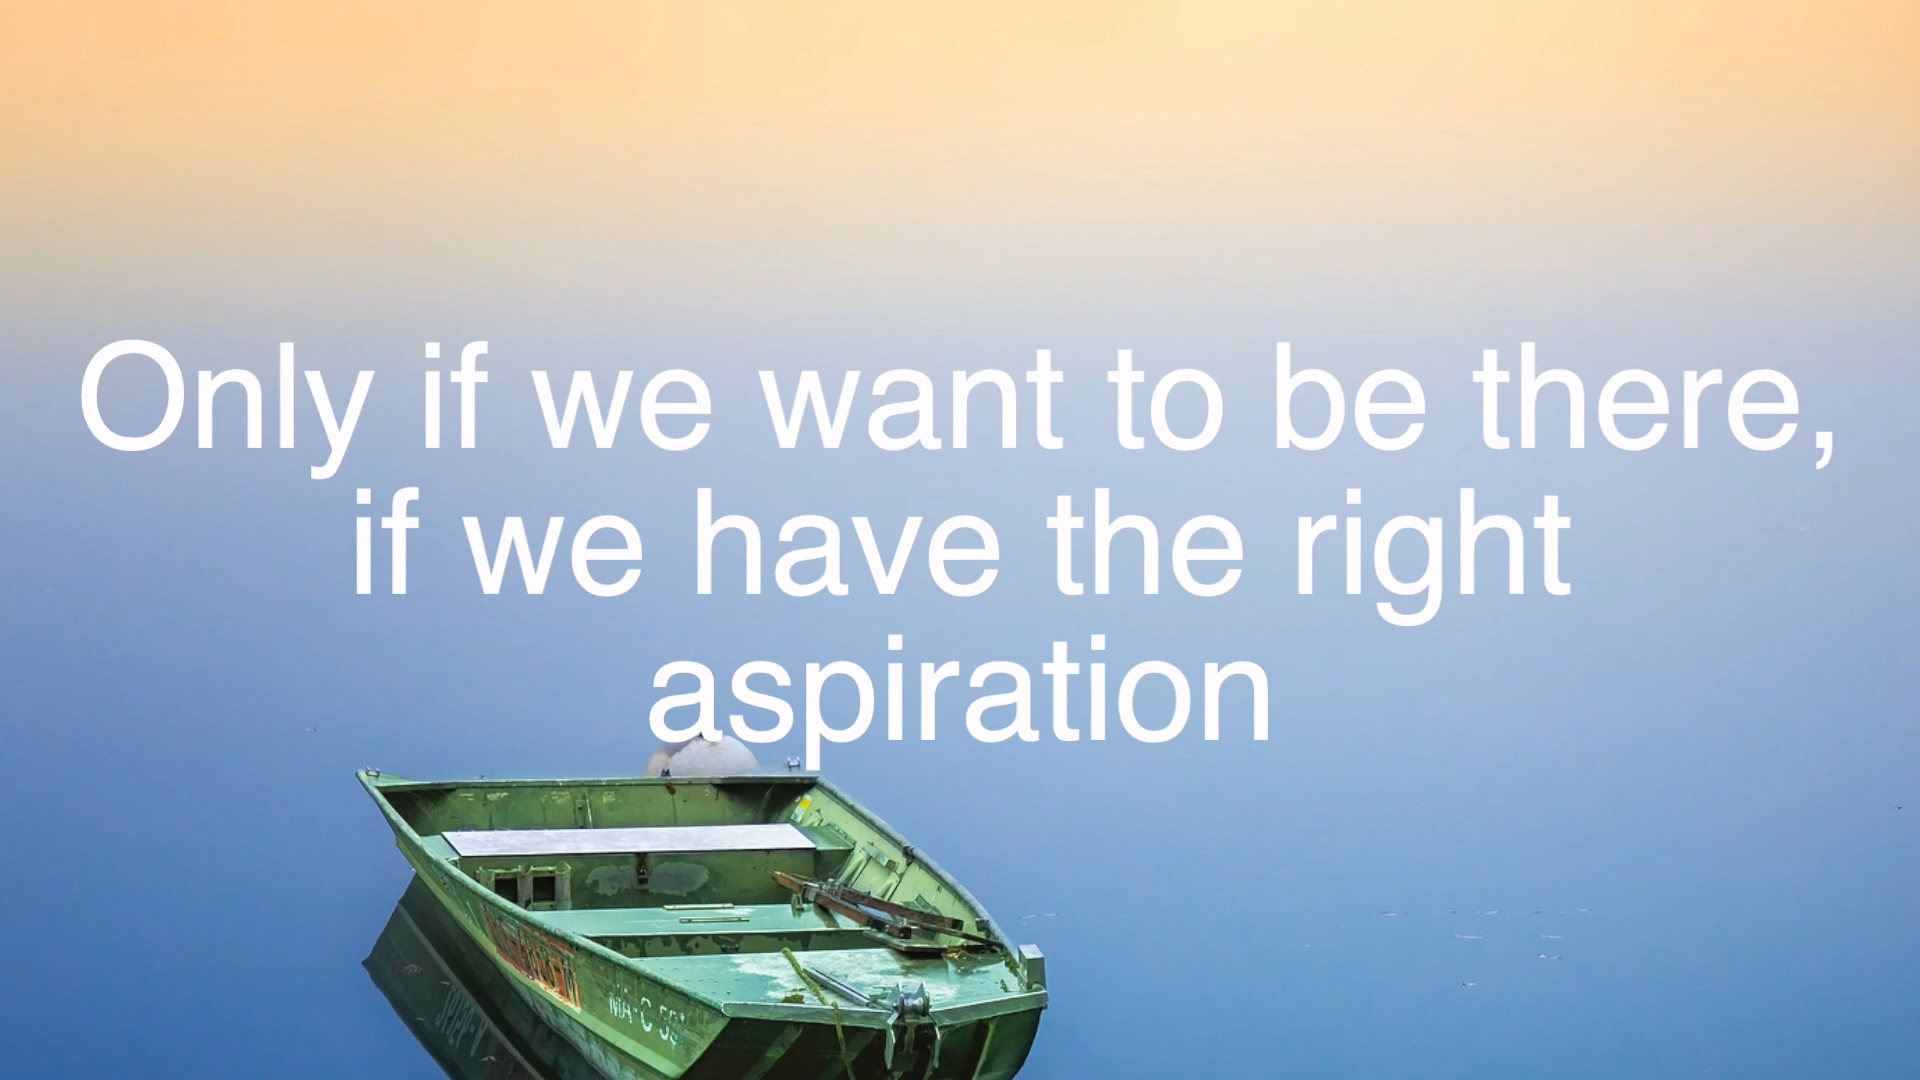 Only if we want to be there,
if we have the right
aspiration